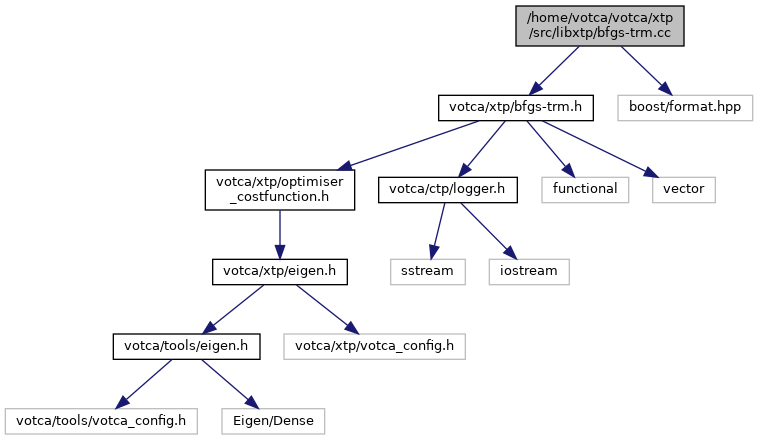 /home/votca/votca/xtp
/src/libxtp/bfgs-trm.cc
votca/xtp/bfgs-trm.h
boost/format.hpp
votca/xtp/optimiser
_costfunction.h
votca/ctp/logger.h
functional
vector
votca/xtp/eigen.h
sstream
iostream
votca/tools/eigen.h
votca/xtp/votca_config.h
votca/tools/votca_config.h
Eigen/Dense